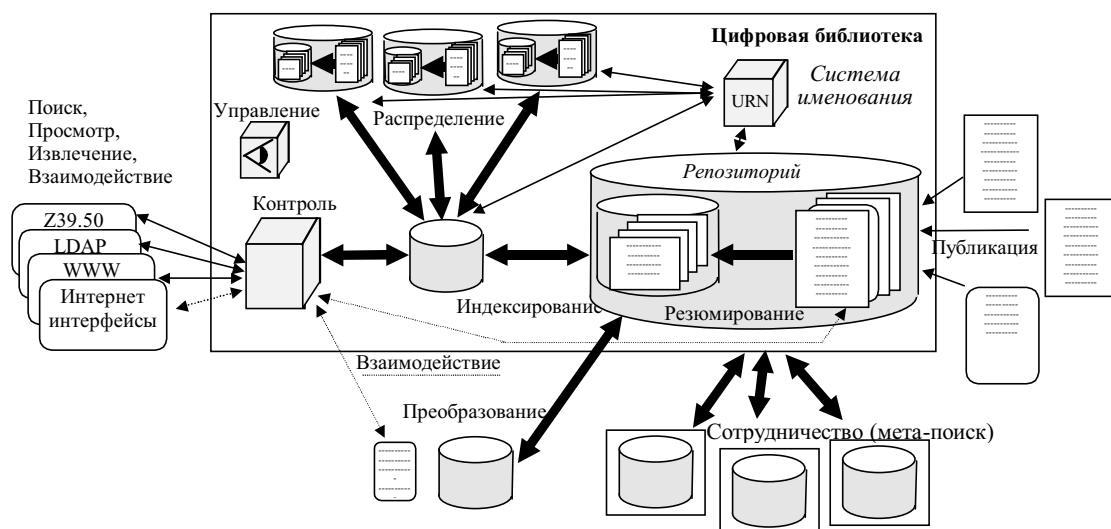 Цифровая библиотека
Система
именования
URN
Управление
Распределение
Поиск,
Просмотр,
Извлечение,
Взаимодействие
Репозиторий
Контроль
Z39.50
LDAP
WWW
Интернет
интерфейсы
Публикация
Индексирование
Резюмирование
Взаимодействие
Преобразование
Сотрудничество (мета-поиск)